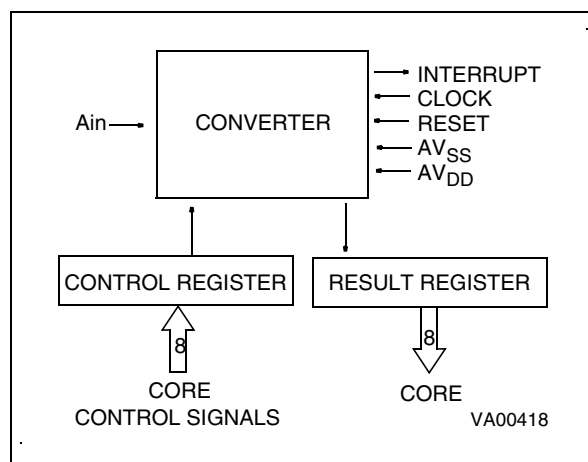 INTERRUPT
CLOCK
Ain
CONVERTER
RESET
AVSS
AVDD
CONTROL REGISTER
RESULT REGISTER
8
8
CORE
CONTROL SIGNALS
CORE
VA00418